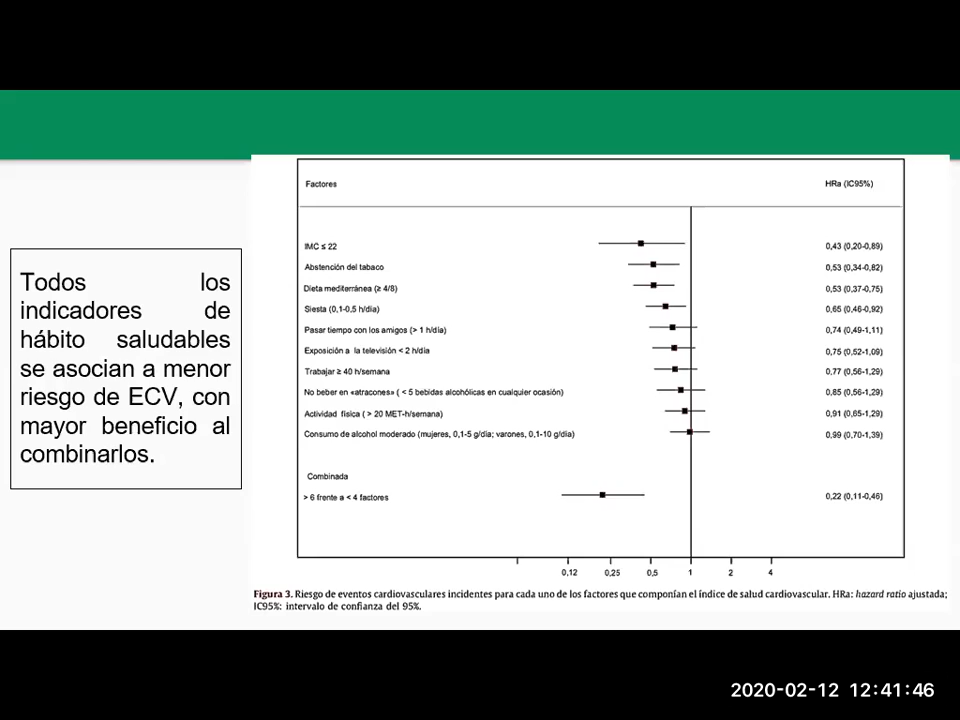 Todos los
indicadores de
hábito saludables
se asocian a menor
riesgo de ECV, con
mayor beneficio al
combinarlos.
Factores HRa (IC95%)
IMC ≤ 22 0,43 (0,20-0,89)
Abstención del tabaco 0,53 (0,34-0,82)
Dieta mediterránea (≥ 4/8) 0,53 (0,37-0,75)
Siesta (0,1-0,5 h/día) 0,65 (0,46-0,92)
Pasar tiempo con los amigos (> 1 h/día) 0,74 (0,49-1,11)
Exposición a la televisión < 2 h/día 0,75 (0,52-1,09)
Trabajar ≥ 40 h/semana 0,77 (0,56-1,29)
No beber en «atracones» ( < 5 bebidas alcohólicas en cualquier ocasión) 0,85 (0,56-1,29)
Actividad física ( > 20 MET-h/semana) 0,91 (0,65-1,29)
Consumo de alcohol moderado (mujeres, 0,1-5 g/día; varones, 0,1-10 g/día) 0,99 (0,70-1,39)
Combinada
> 6 frente a < 4 factores 0,22 (0,11-0,46)
0,12 0,25 0,5 1 2 4
Figura 3. Riesgo de eventos cardiovasculares incidentes para cada uno de los factores que componían el índice de salud cardiovascular. HRa: hazard ratio ajustada;
IC95%: intervalo de confianza del 95%.
2020-02-12 12:41:46